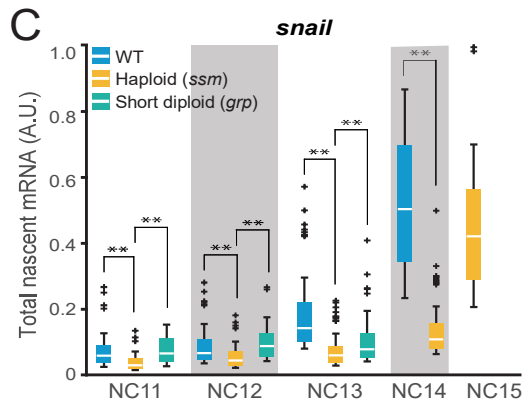 C
snail
Total nascent mRNA (A.U.)
1.0
0.8
0.6
0.4
0.2
0
WT
Haploid (ssm)
Short diploid (grp)
** ** ** ** ** ** **
NC11 NC12 NC13 NC14 NC15